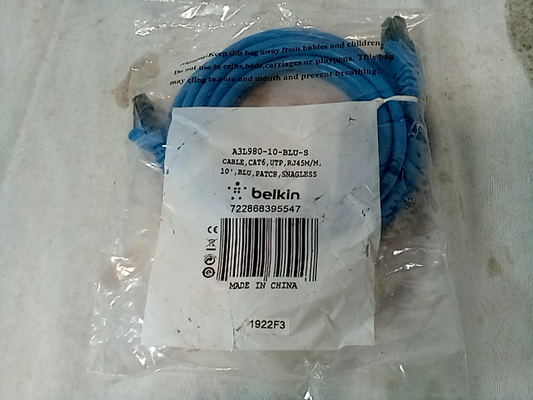 Warning: Keep this bag away from babies and children.
Do not use in cribs,beds,carriages or playpens. This bag
may cling to nose and mouth and prevent breathing.
A3L980-10-BLU-S
CABLE,CAT6,UTP,RJ45M/M,
10',BLU,PATCH,SNAGLESS
belkin
722868395547
CE
MADE IN CHINA
1922F3